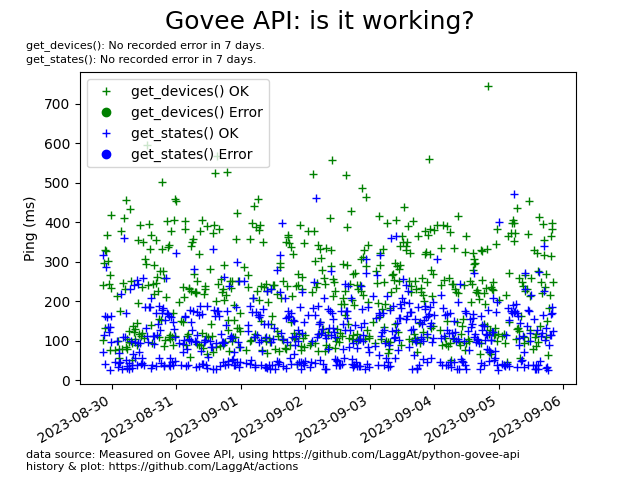 Govee API: is it working?
get_devices(): No recorded error in 7 days.
get_states(): No recorded error in 7 days.
get_devices() OK
get_devices() Error
get_states() OK
get_states() Error
Ping (ms)
700
600
500
400
300
200
100
0
2023-08-30
2023-08-31
2023-09-01
2023-09-02
2023-09-03
2023-09-04
2023-09-05
2023-09-06
data source: Measured on Govee API, using https://github.com/LaggAt/python-govee-api
history & plot: https://github.com/LaggAt/actions